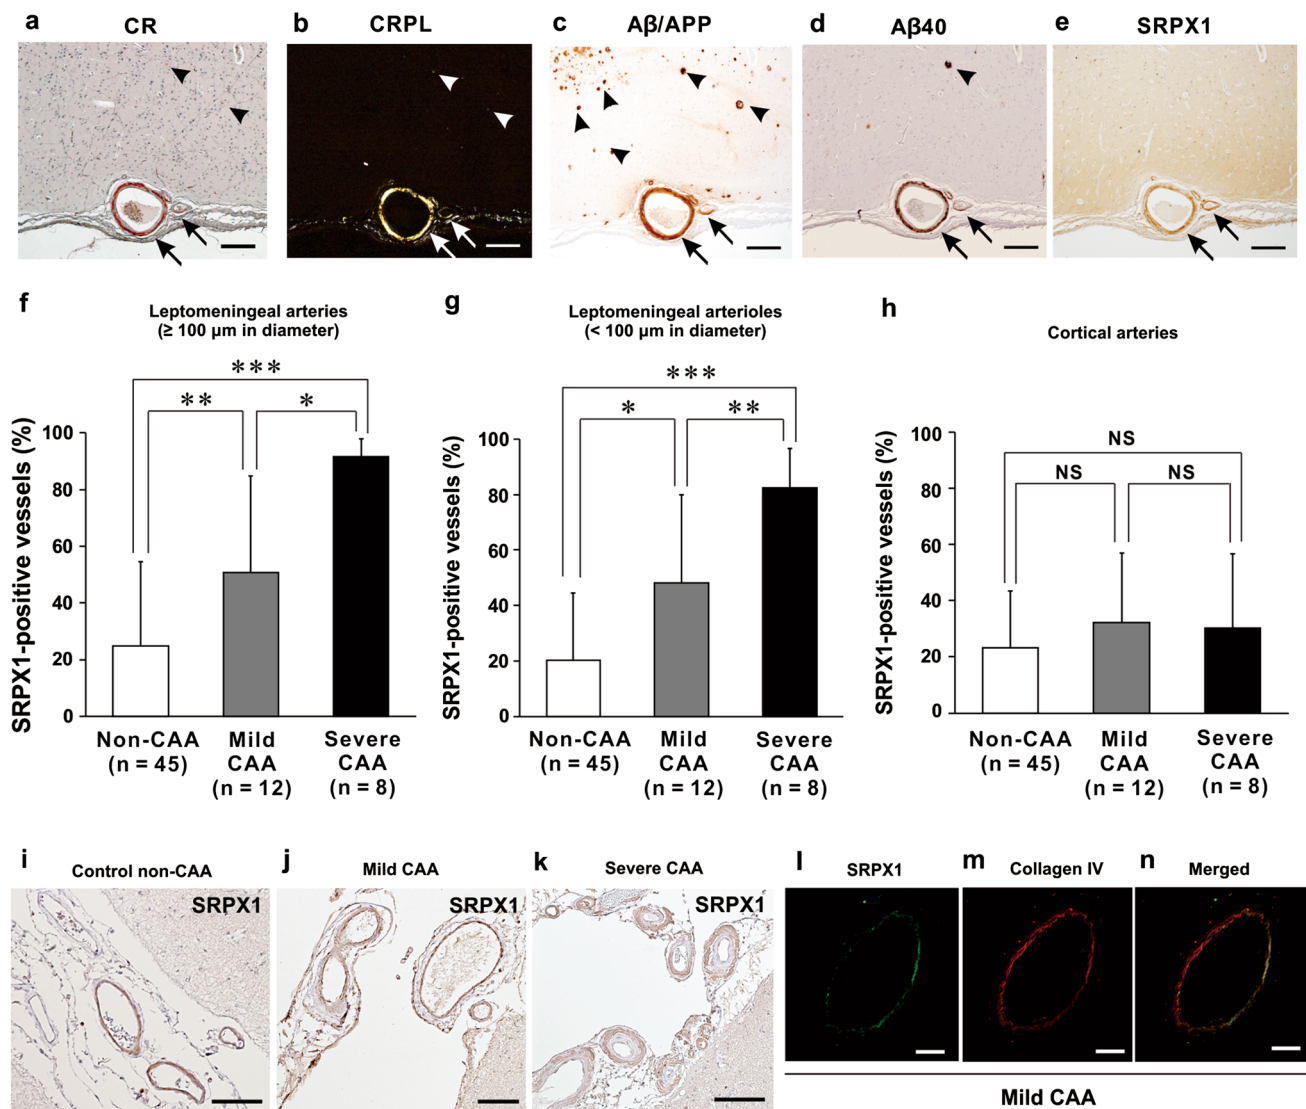 a
CR
b
CRPL
c
Aβ/APP
d
Aβ40
e
SRPX1
f
Leptomeningeal arteries
(≥ 100 μm in diameter)
***
**
*
SRPX1-positive vessels (%)
100
80
60
40
20
0
Non-CAA
(n = 45)
Mild
CAA
(n = 12)
Severe
CAA
(n = 8)
g
Leptomeningeal arterioles
(< 100 μm in diameter)
***
*
**
SRPX1-positive vessels (%)
100
80
60
40
20
0
Non-CAA
(n = 45)
Mild
CAA
(n = 12)
Severe
CAA
(n = 8)
h
Cortical arteries
NS
NS
NS
SRPX1-positive vessels (%)
100
80
60
40
20
0
Non-CAA
(n = 45)
Mild
CAA
(n = 12)
Severe
CAA
(n = 8)
i
Control non-CAA
SRPX1
j
Mild CAA
SRPX1
k
Severe CAA
SRPX1
l
SRPX1
m
Collagen IV
n
Merged
Mild CAA